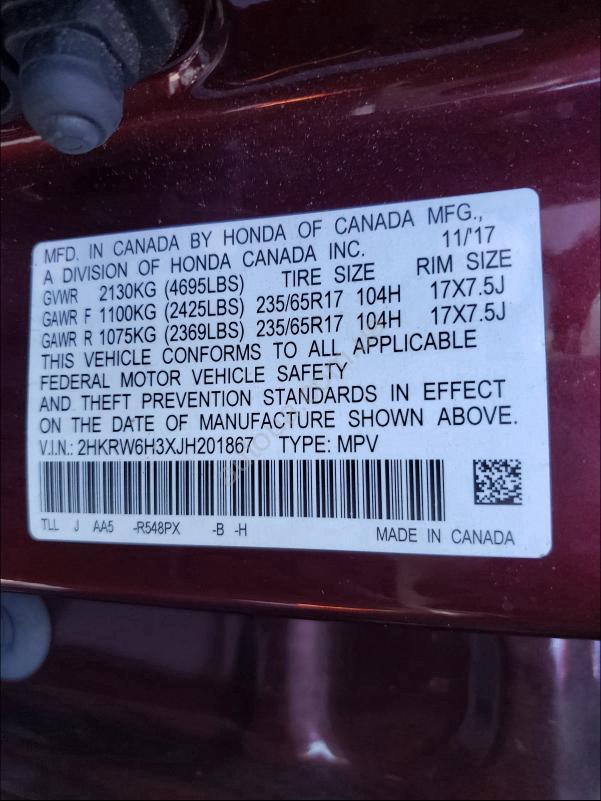 MFD. IN CANADA BY HONDA OF CANADA MFG.,
A DIVISION OF HONDA CANADA INC. 11/'17
GVWR 2130KG (4695LBS) TIRE SIZE RIM SIZE
GAWR F 1100KG (2425LBS) 235/65R17 104H 17X7.5J
GAWR R 1075KG (2369LBS) 235/65R17 104H 17X7.5J
THIS VEHICLE CONFORMS TO ALL APPLICABLE
FEDERAL MOTOR VEHICLE SAFETY
AND THEFT PREVENTION STANDARDS IN EFFECT
ON THE DATE OF MANUFACTURE SHOWN ABOVE.
V.I.N.: 2HKRW6H3XJH201867 TYPE: MPV
TLL J AA5 -R548PX -B -H MADE IN CANADA